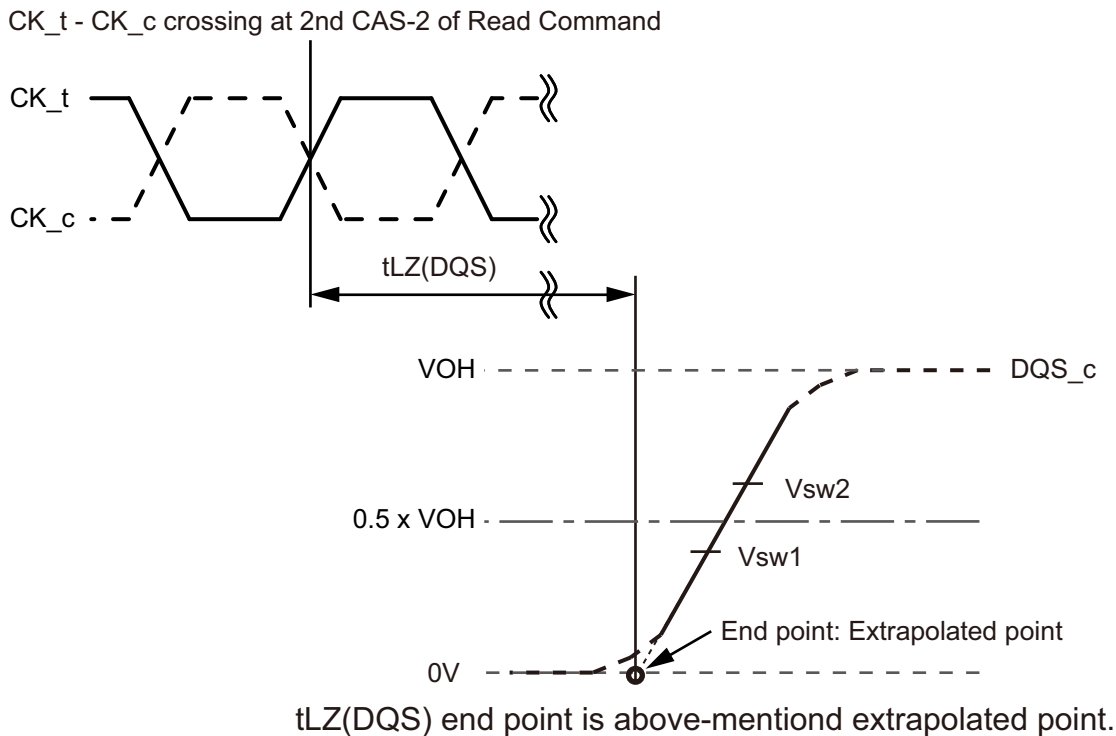 CK_t - CK_c crossing at 2nd CAS-2 of Read Command
CK_t
CK_c
tLZ(DQS)
VOH
DQS_c
Vsw2
0.5 x VOH
Vsw1
End point: Extrapolated point
0V
tLZ(DQS) end point is above-mentiond extrapolated point.